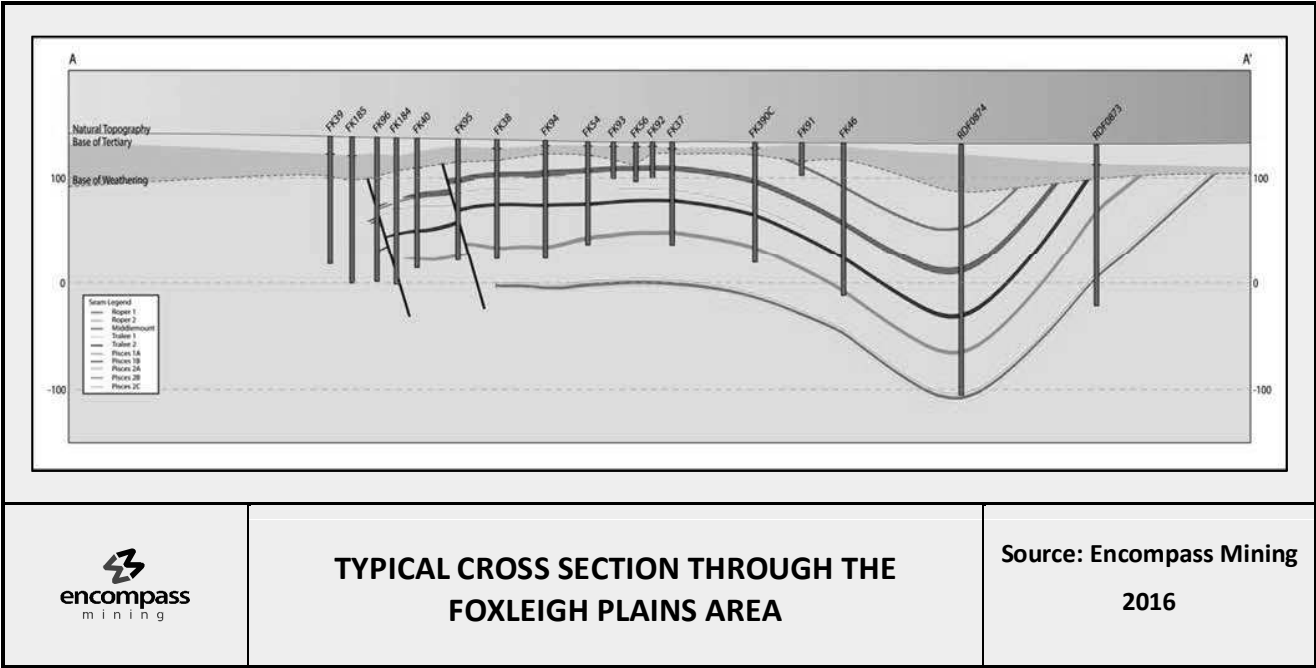 A
A'
FK39
FK185
FK96
FK184
FK40
FK95
FK38
FK94
FK54
FK93
FK56
FK92
FK37
FK390C
FK91
FK46
RDF0874
RDF0873
Natural Topography
Base of Tertiary
Base of Weathering
100
100
0
0
-100
-100
Seam Legend
Roper 1
Roper 2
Middlemount
Tralee 1
Tralee 2
Pisces 1A
Pisces 1B
Pisces 2A
Pisces 2B
Pisces 2C
encompass
mining
TYPICAL CROSS SECTION THROUGH THE
FOXLEIGH PLAINS AREA
Source: Encompass Mining
2016